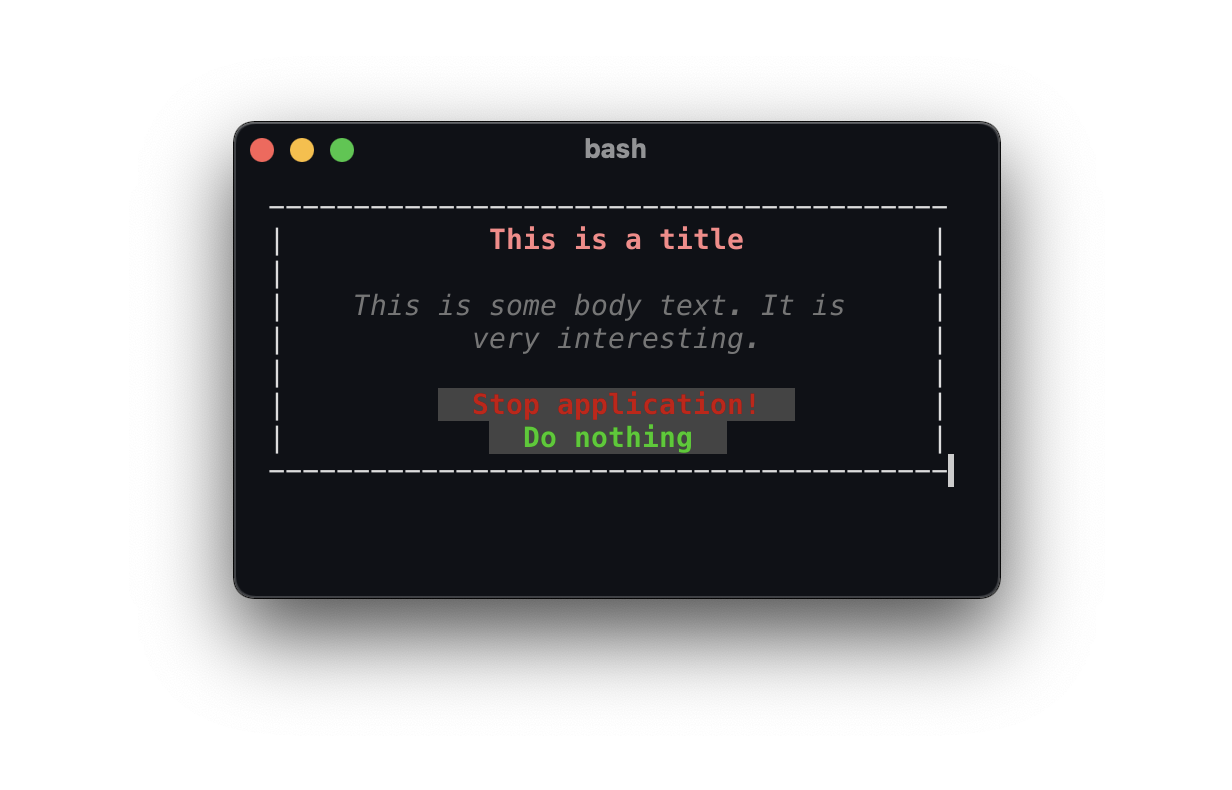 bash
This is a title
This is some body text. It is
very interesting.
Stop application!
Do nothing